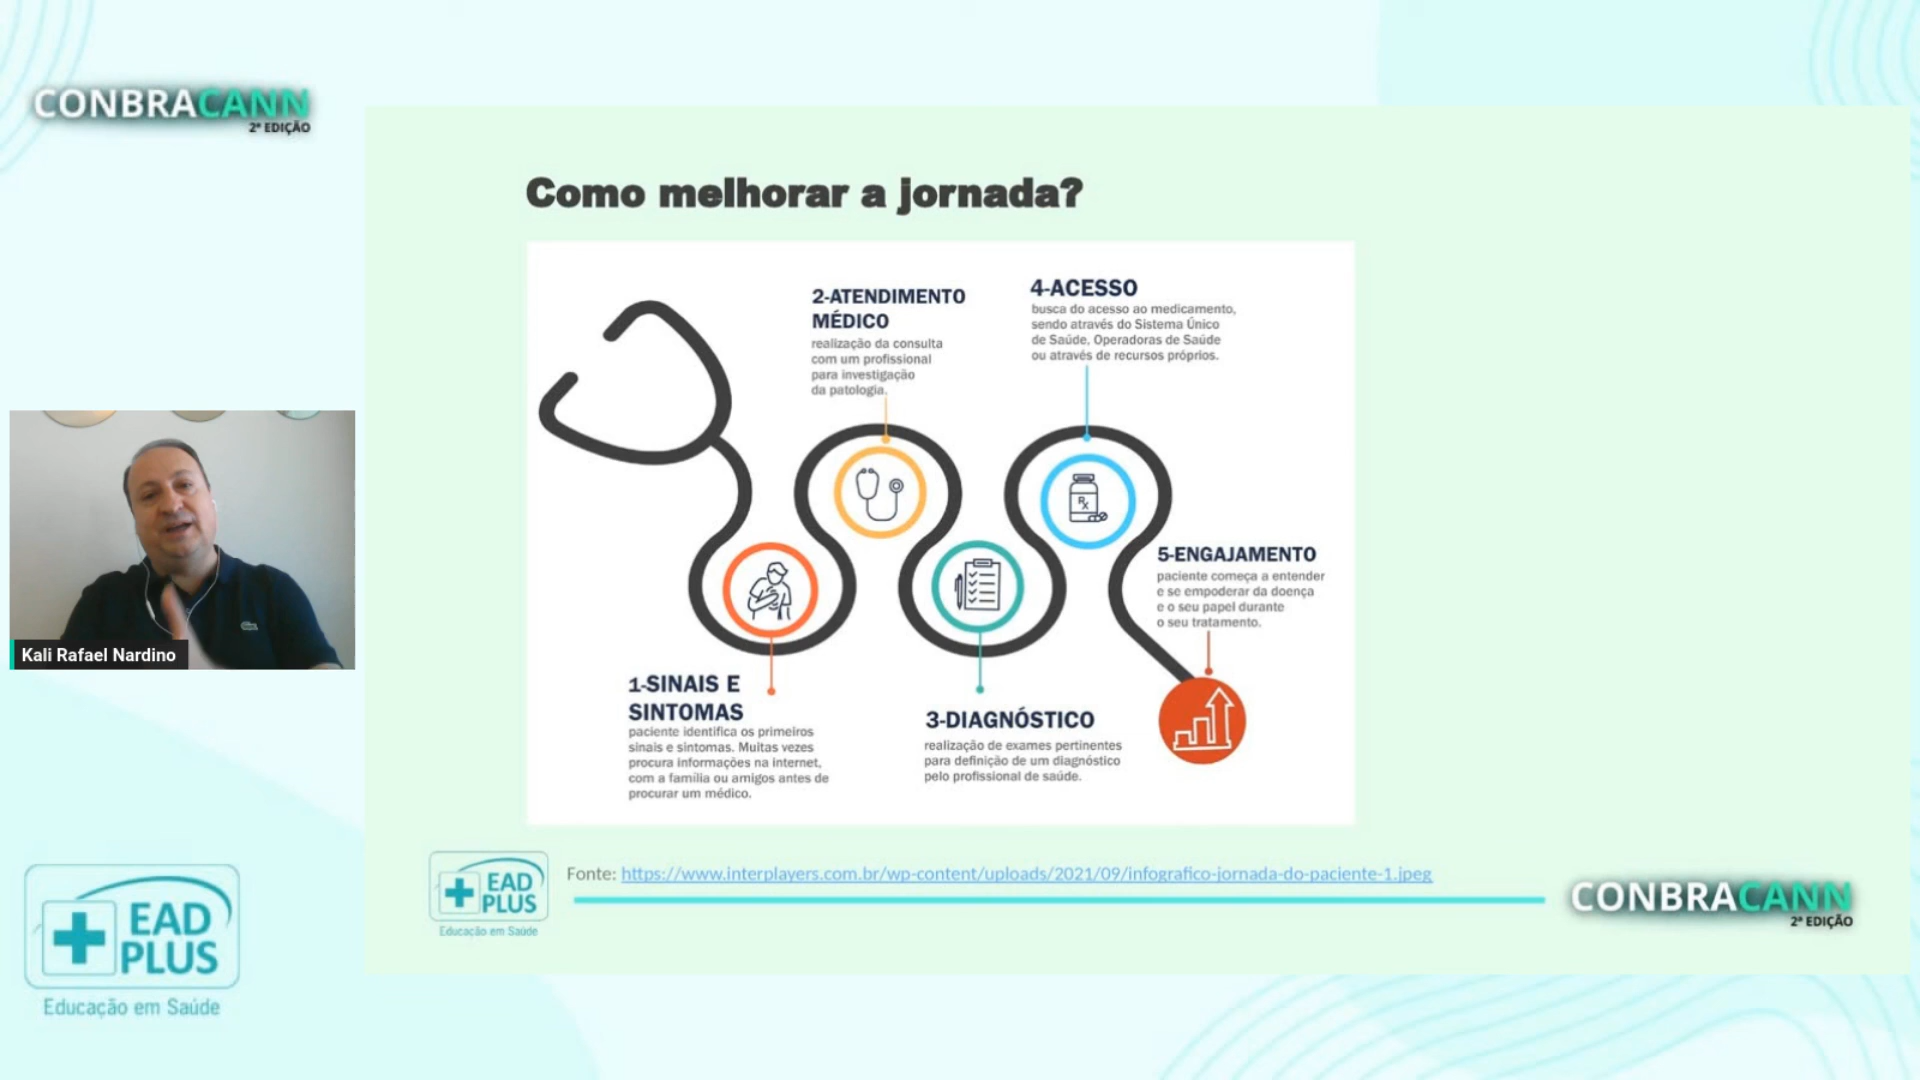 CONBRACANN
2ª EDIÇÃO
Como melhorar a jornada?
2-ATENDIMENTO
MÉDICO
realização da consulta
com um profissional
para investigação
da patologia.
4-ACESSO
busca do acesso ao medicamento,
sendo através do Sistema Único
de Saúde, Operadoras de Saúde
ou através de recursos próprios.
Rx
5-ENGAJAMENTO
paciente começa a entender
e se empoderar da doença
e o seu papel durante
o seu tratamento.
1-SINAIS E
SINTOMAS
paciente identifica os primeiros
sinais e sintomas. Muitas vezes
procura informações na internet,
com a família ou amigos antes de
procurar um médico.
3-DIAGNÓSTICO
realização de exames pertinentes
para definição de um diagnóstico
pelo profissional de saúde.
Kali Rafael Nardino
EAD
PLUS
Educação em Saúde
Fonte: https://www.interplayers.com.br/wp-content/uploads/2021/09/infografico-jornada-do-paciente-1.jpeg
CONBRACANN
2ª EDIÇÃO
EAD
PLUS
Educação em Saúde